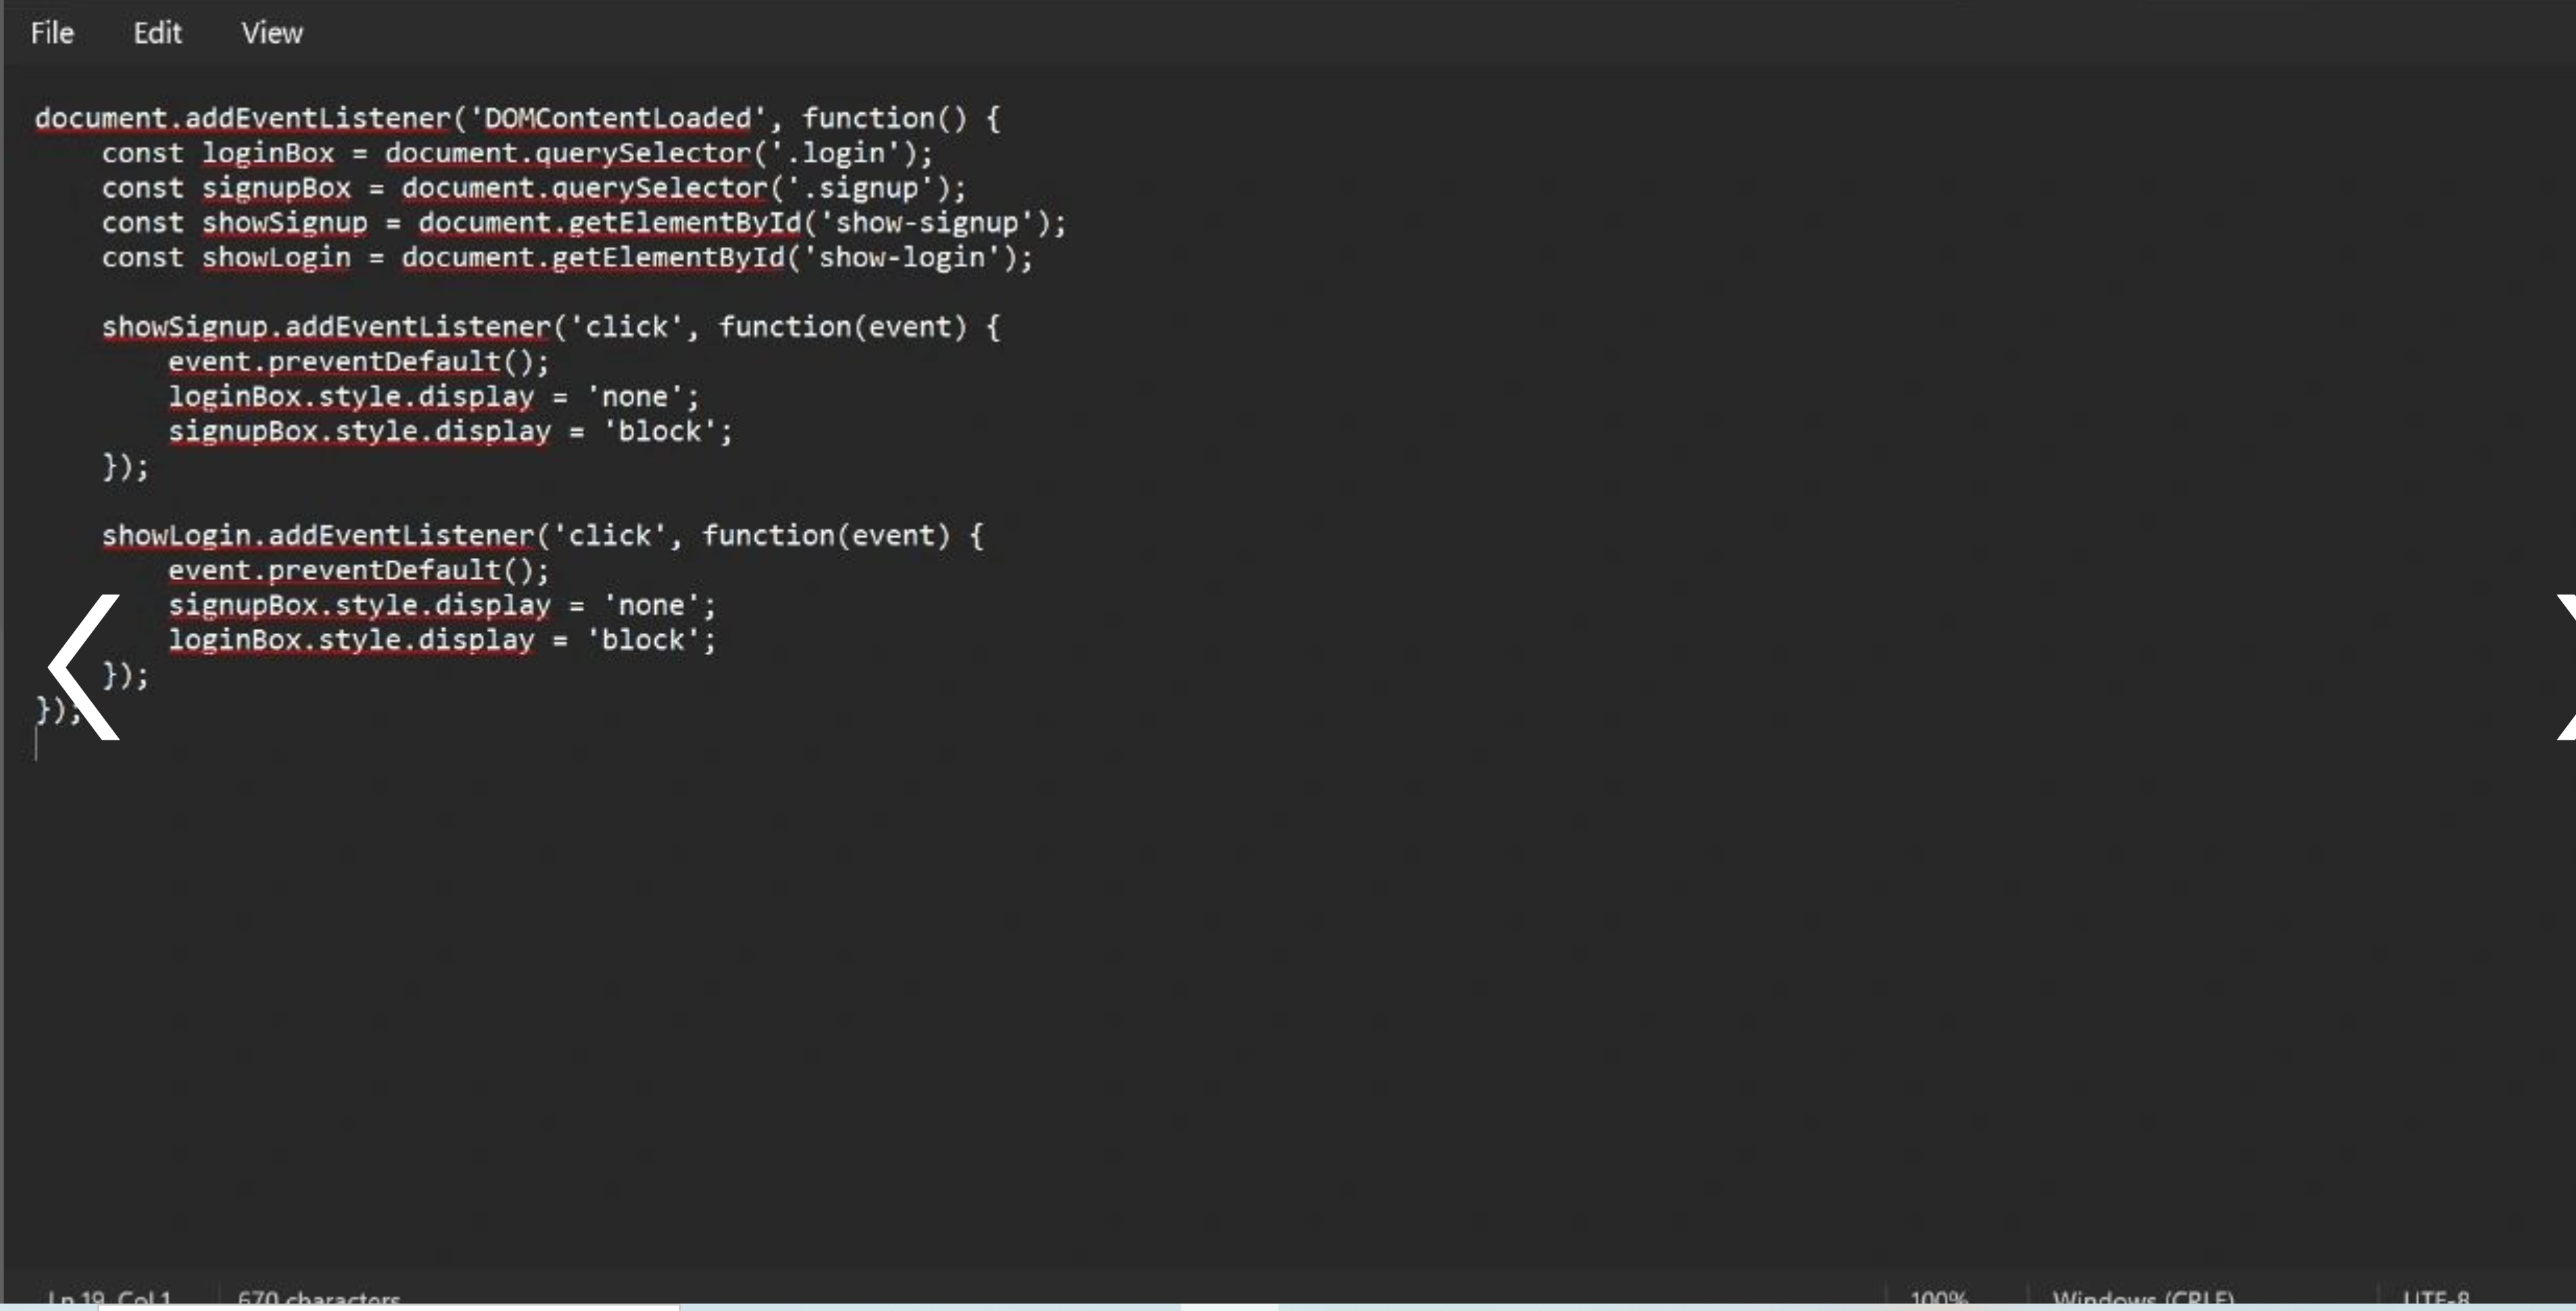 File Edit View
document.addEventListener('DOMContentLoaded', function() {
    const loginBox = document.querySelector('.login');
    const signupBox = document.querySelector('.signup');
    const showSignup = document.getElementById('show-signup');
    const showLogin = document.getElementById('show-login');
    showSignup.addEventListener('click', function(event) {
        event.preventDefault();
        loginBox.style.display = 'none';
        signupBox.style.display = 'block';
    });
    showLogin.addEventListener('click', function(event) {
        event.preventDefault();
        signupBox.style.display = 'none';
        loginBox.style.display = 'block';
    });
});
Ln 19, Col 1 670 characters 100% Windows (CRLF) UTF-8